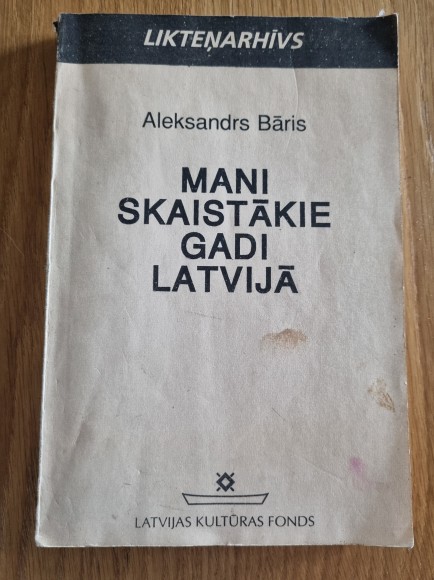 LIKTEŅARHĪVS
Aleksandrs Bāris
MANI
SKAISTĀKIE
GADI
LATVIJĀ
LATVIJAS KULTŪRAS FONDS